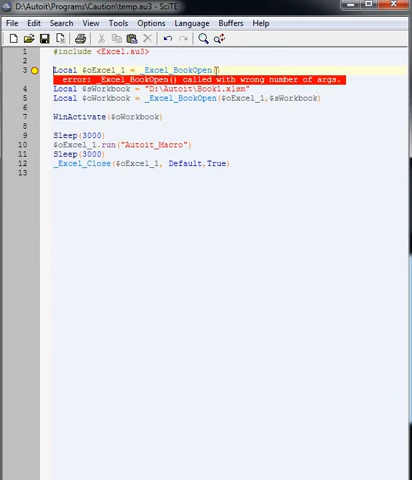 D:\Autoit\Programs\Caution\temp.au3 - SciTE
File Edit Search View Tools Options Language Buffers Help
1 #include <Excel.au3>
2
3 Local $oExcel_1 = _Excel_BookOpen()
error: _Excel_BookOpen() called with wrong number of args.
4 Local $sWorkbook = "D:\Autoit\Book1.xlsm"
5 Local $oWorkbook = _Excel_BookOpen($oExcel_1,$sWorkbook)
6
7 WinActivate($oWorkbook)
8
9 Sleep(3000)
10 $oExcel_1.run("Autoit_Macro")
11 Sleep(3000)
12 _Excel_Close($oExcel_1, Default,True)
13